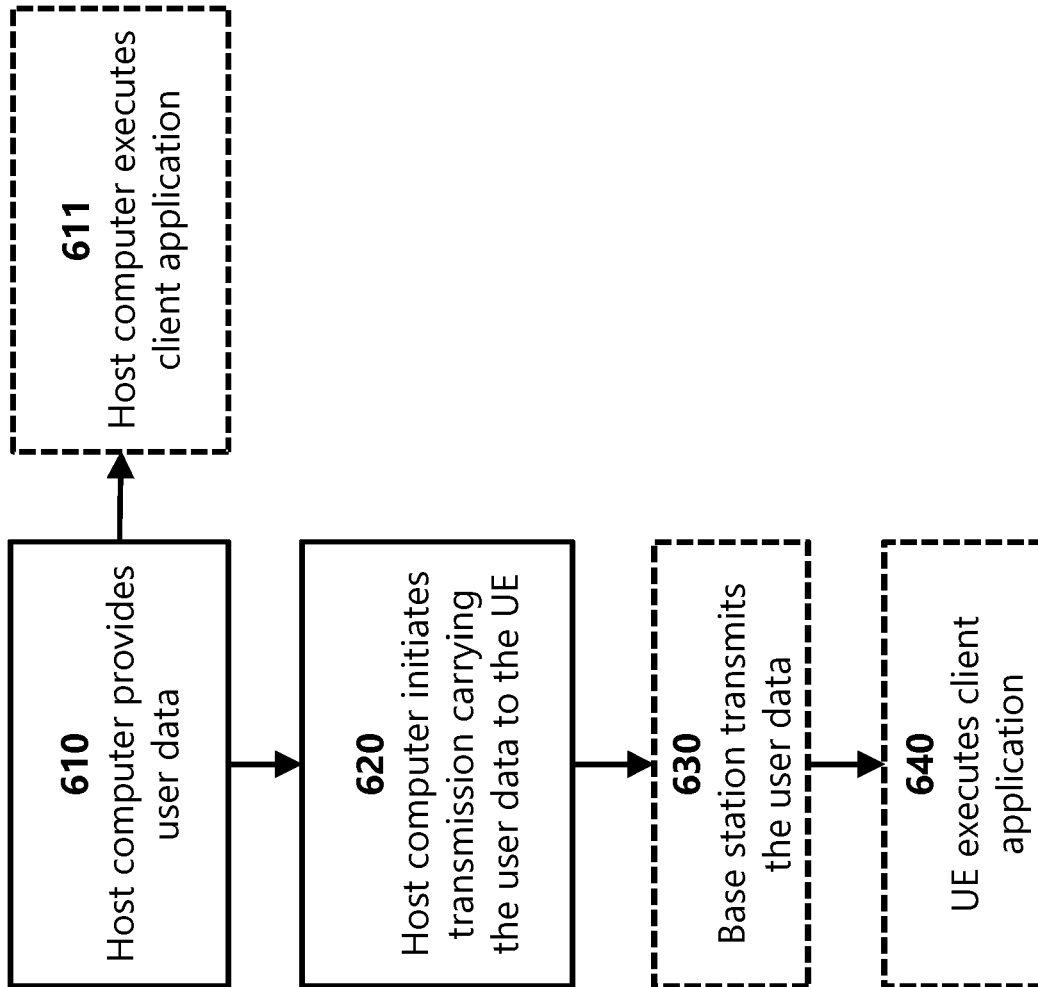 610
Host computer provides
user data
611
Host computer executes
client application
620
Host computer initiates
transmission carrying
the user data to the UE
630
Base station transmits
the user data
640
UE executes client
application